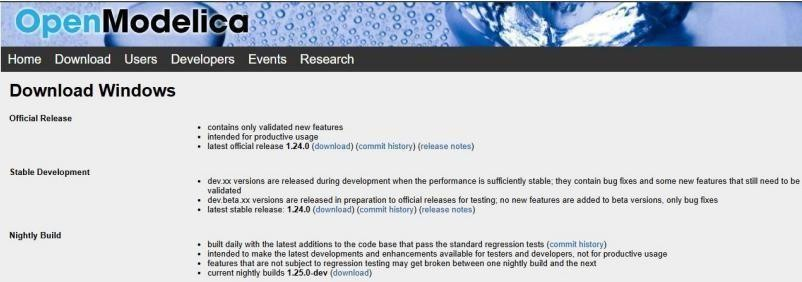 OpenModelica
Home Download Users Developers Events Research
Download Windows
Official Release
• contains only validated new features
• intended for productive usage
• latest official release 1.24.0 (download) (commit history) (release notes)
Stable Development
• dev.xx versions are released during development when the performance is sufficiently stable; they contain bug fixes and some new features that still need to be
validated
• dev.beta.xx versions are released in preparation to official releases for testing; no new features are added to beta versions, only bug fixes
• latest stable release: 1.24.0 (download) (commit history) (release notes)
Nightly Build
• built daily with the latest additions to the code base that pass the standard regression tests (commit history)
• intended to make the latest developments and enhancements available for testers and developers, not for productive usage
• features that are not subject to regression testing may get broken between one nightly build and the next
• current nightly builds 1.25.0-dev (download)